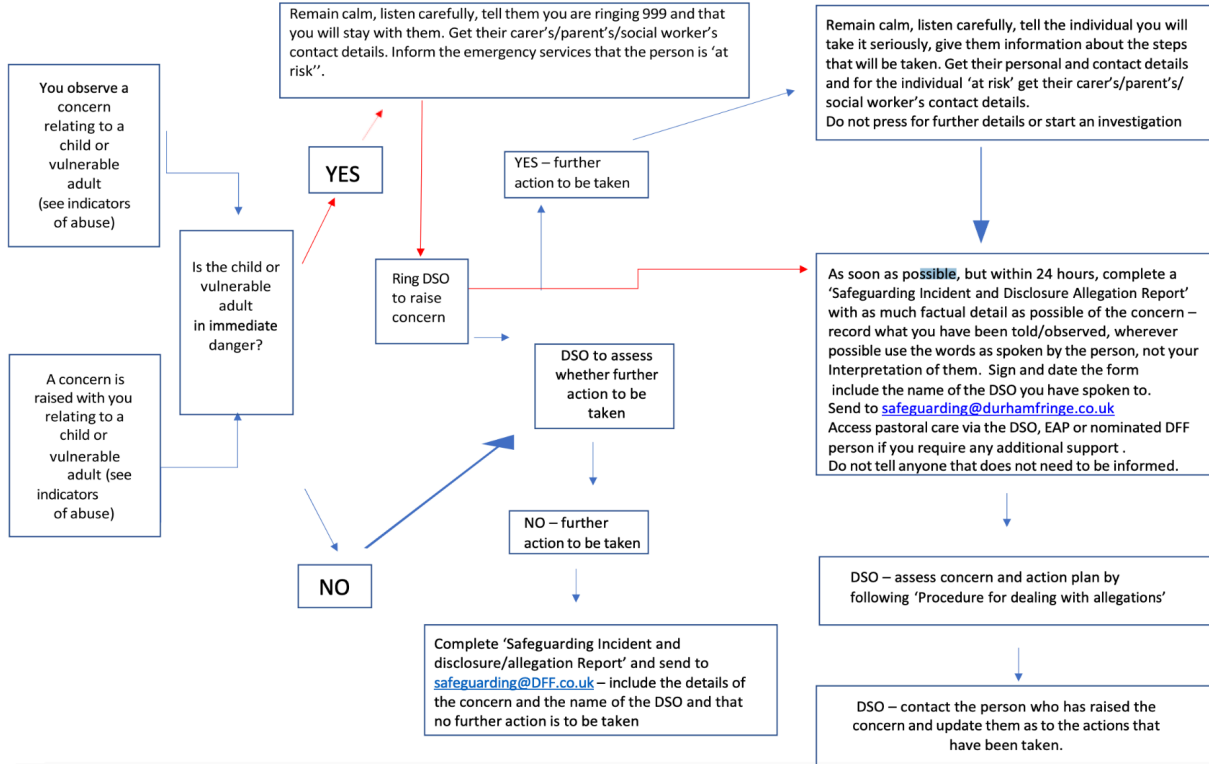 You observe a
concern
relating to a
child or
vulnerable
adult
(see indicators
of abuse)
A concern is
raised with you
relating to a
child or
vulnerable
adult (see
indicators
of abuse)
Is the child or
vulnerable
adult
in immediate
danger?
YES
NO
Remain calm, listen carefully, tell them you are ringing 999 and that
you will stay with them. Get their carer's/parent's/social worker's
contact details. Inform the emergency services that the person is 'at
risk''.
Ring DSO
to raise
concern
YES – further
action to be taken
DSO to assess
whether further
action to be
taken
NO – further
action to be taken
Complete 'Safeguarding Incident and
disclosure/allegation Report' and send to
safeguarding@DFF.co.uk – include the details of
the concern and the name of the DSO and that
no further action is to be taken
Remain calm, listen carefully, tell the individual you will
take it seriously, give them information about the steps
that will be taken. Get their personal and contact details
and for the individual 'at risk' get their carer's/parent's/
social worker's contact details.
Do not press for further details or start an investigation
As soon as possible, but within 24 hours, complete a
'Safeguarding Incident and Disclosure Allegation Report'
with as much factual detail as possible of the concern –
record what you have been told/observed, wherever
possible use the words as spoken by the person, not your
Interpretation of them. Sign and date the form
include the name of the DSO you have spoken to.
Send to safeguarding@durhamfringe.co.uk
Access pastoral care via the DSO, EAP or nominated DFF
person if you require any additional support .
Do not tell anyone that does not need to be informed.
DSO – assess concern and action plan by
following 'Procedure for dealing with allegations'
DSO – contact the person who has raised the
concern and update them as to the actions that
have been taken.